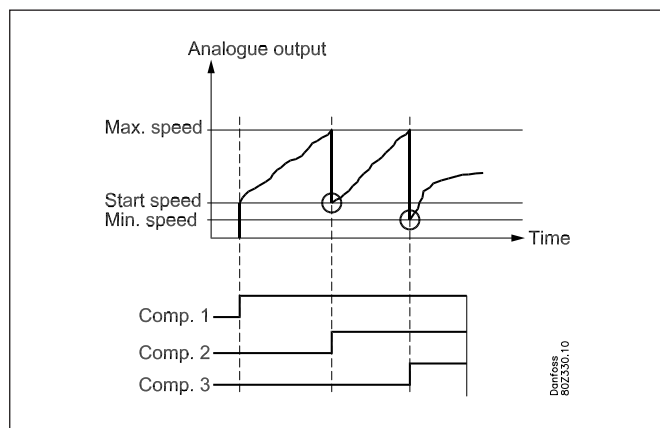 Analogue output
Max. speed
Start speed
Min. speed
Time
Comp. 1
Comp. 2
Comp. 3
Danfoss
80Z330.10